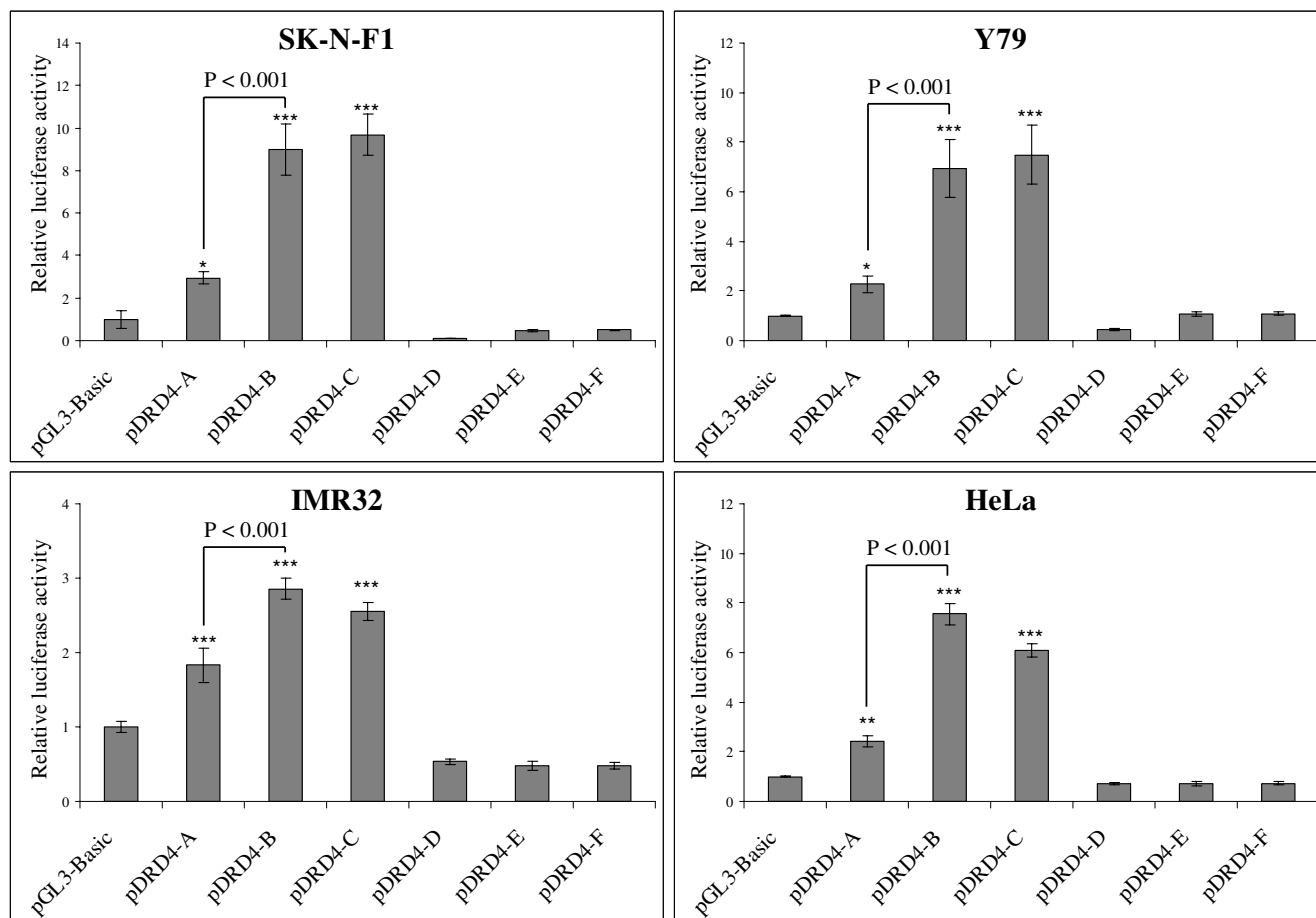 SK-N-F1
Relative luciferase activity
14
12
10
8
6
4
2
0
P < 0.001
*
***
***
pGL3-Basic
pDRD4-A
pDRD4-B
pDRD4-C
pDRD4-D
pDRD4-E
pDRD4-F
Y79
Relative luciferase activity
12
10
8
6
4
2
0
P < 0.001
*
***
***
pGL3-Basic
pDRD4-A
pDRD4-B
pDRD4-C
pDRD4-D
pDRD4-E
pDRD4-F
IMR32
Relative luciferase activity
4
3
2
1
0
P < 0.001
***
***
***
pGL3-Basic
pDRD4-A
pDRD4-B
pDRD4-C
pDRD4-D
pDRD4-E
pDRD4-F
HeLa
Relative luciferase activity
12
10
8
6
4
2
0
P < 0.001
**
***
***
pGL3-Basic
pDRD4-A
pDRD4-B
pDRD4-C
pDRD4-D
pDRD4-E
pDRD4-F